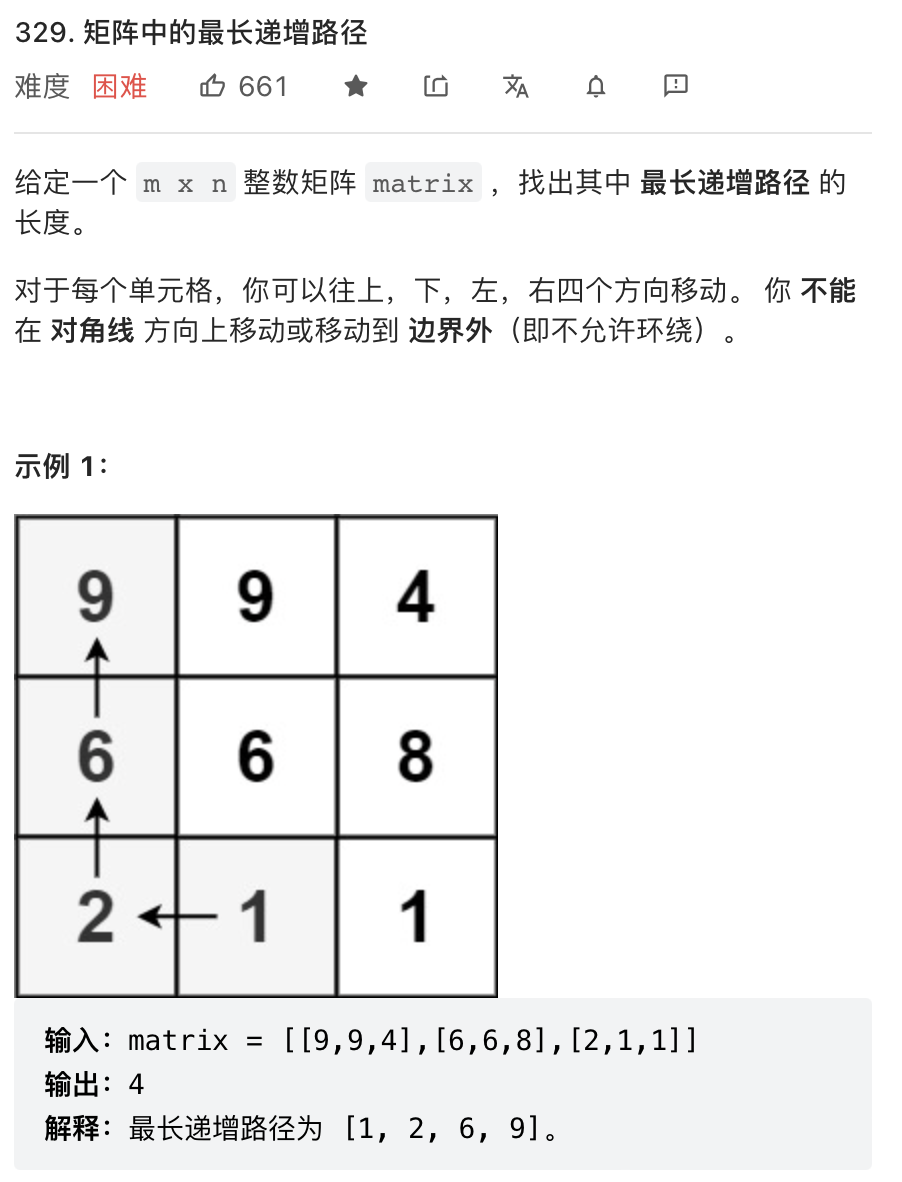 329. 矩阵中的最长递增路径
难度 困难 661
给定一个 m x n 整数矩阵 matrix ，找出其中 最长递增路径 的
长度。
对于每个单元格，你可以往上，下，左，右四个方向移动。 你 不能
在 对角线 方向上移动或移动到 边界外（即不允许环绕）。
示例 1：
9 9 4
6 6 8
2 1 1
输入：matrix = [[9,9,4],[6,6,8],[2,1,1]]
输出：4
解释：最长递增路径为 [1, 2, 6, 9]。